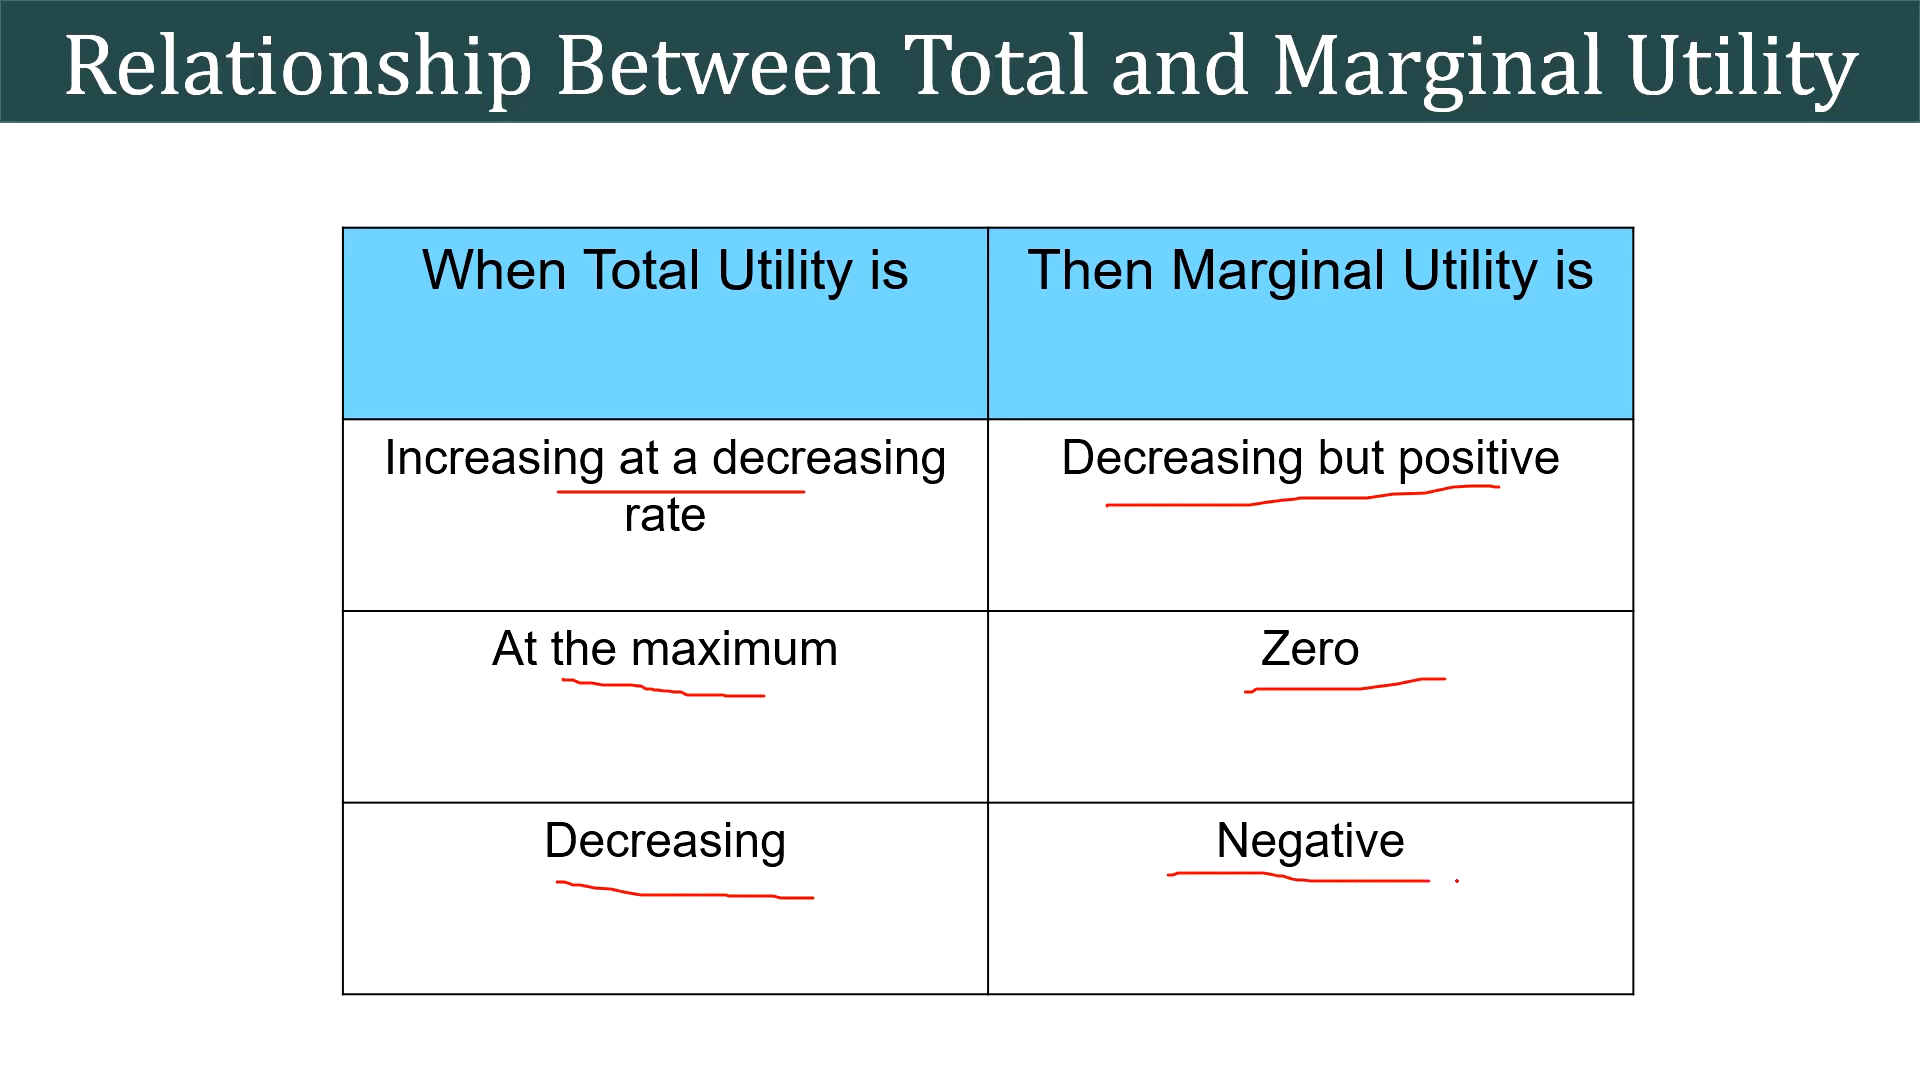 Relationship Between Total and Marginal Utility
When Total Utility is
Then Marginal Utility is
Increasing at a decreasing
rate
Decreasing but positive
At the maximum
Zero
Decreasing
Negative